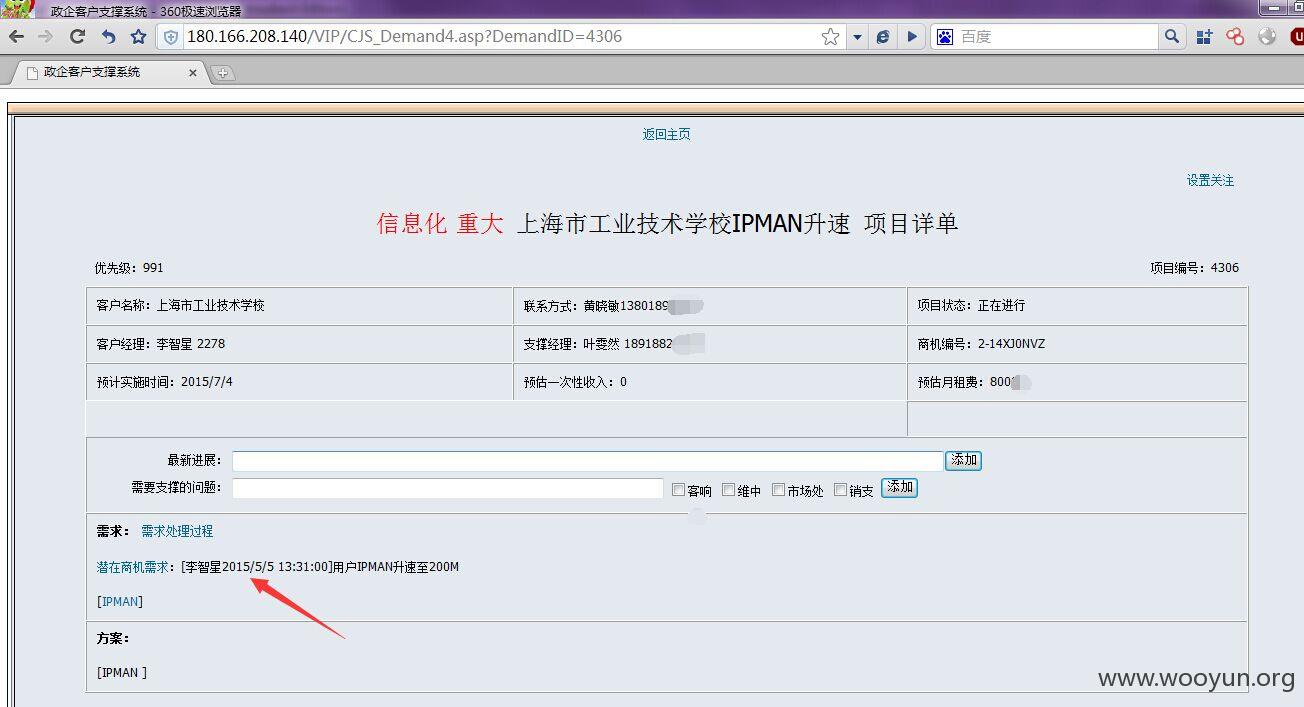 政企客户支撑系统 - 360极速浏览器
180.166.208.140/VIP/CJS_Demand4.asp?DemandID=4306
百度
政企客户支撑系统
返回主页
设置关注
信息化 重大 上海市工业技术学校IPMAN升速 项目详单
优先级：991
项目编号：4306
客户名称：上海市工业技术学校
联系方式：黄晓敏1380189
项目状态：正在进行
客户经理：李智星 2278
支撑经理：叶雯然 1891882
商机编号：2-14XJ0NVZ
预计实施时间：2015/7/4
预估一次性收入：0
预估月租费：800
最新进展：
添加
需要支撑的问题：
客响 维中 市场处 销支 添加
需求： 需求处理过程
潜在商机需求：[李智星2015/5/5 13:31:00]用户IPMAN升速至200M
[IPMAN]
方案：
[IPMAN ]
www.wooyun.org